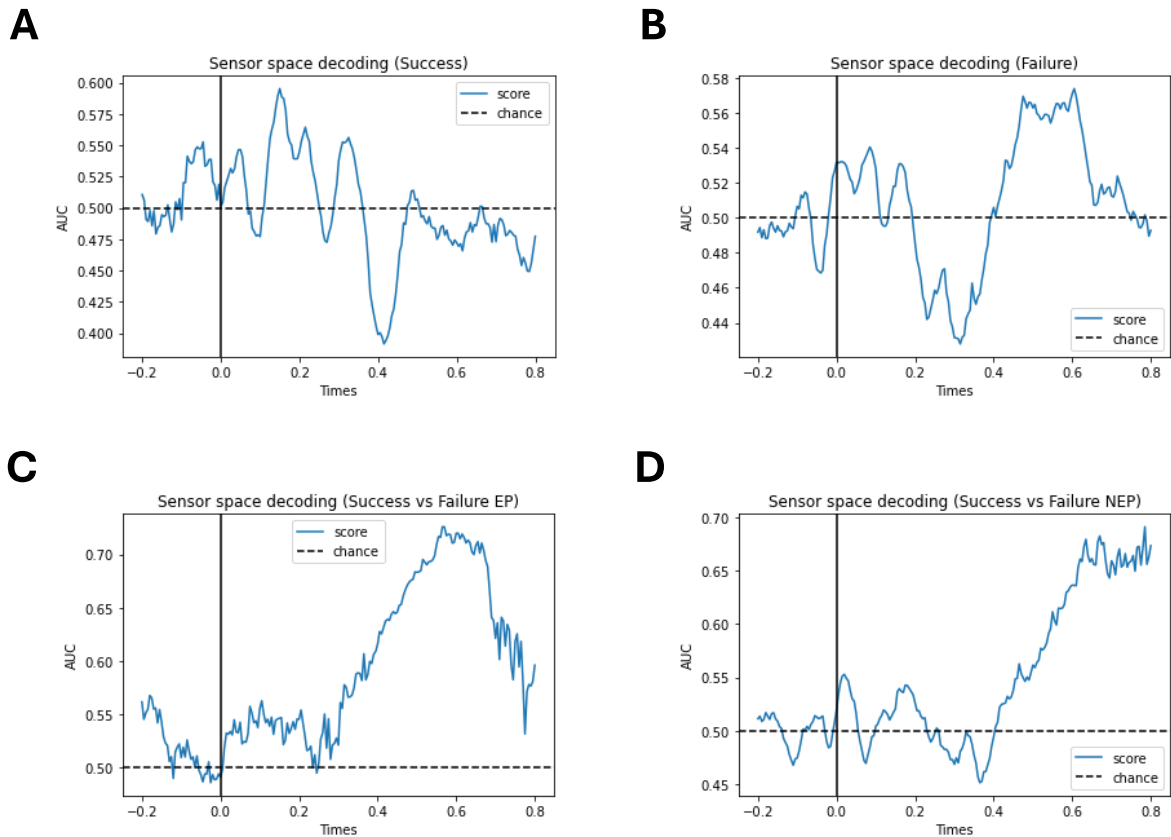 A
Sensor space decoding (Success)
0.600
0.575
0.550
0.525
0.500
0.475
0.450
0.425
0.400
AUC
score
chance
−0.2
0.0
0.2
0.4
0.6
0.8
Times
B
Sensor space decoding (Failure)
0.58
0.56
0.54
0.52
0.50
0.48
0.46
0.44
AUC
score
chance
−0.2
0.0
0.2
0.4
0.6
0.8
Times
C
Sensor space decoding (Success vs Failure EP)
0.70
0.65
0.60
0.55
0.50
AUC
score
chance
−0.2
0.0
0.2
0.4
0.6
0.8
Times
D
Sensor space decoding (Success vs Failure NEP)
0.70
0.65
0.60
0.55
0.50
0.45
AUC
score
chance
−0.2
0.0
0.2
0.4
0.6
0.8
Times